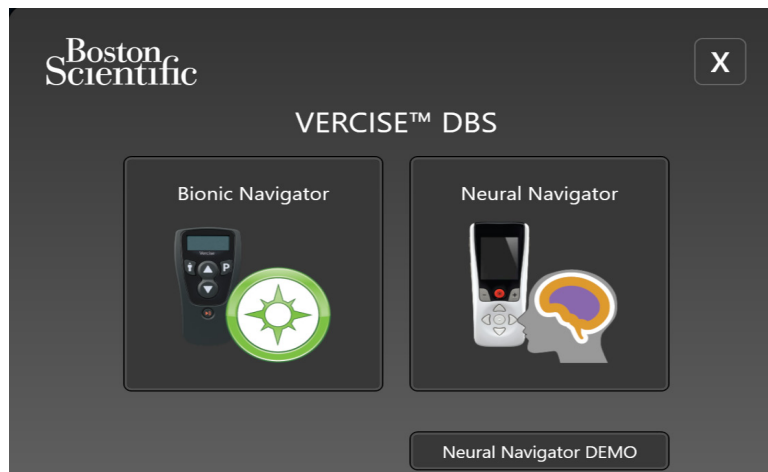 Boston
Scientific
X
VERCISE™ DBS
Bionic Navigator
Neural Navigator
P
Neural Navigator DEMO